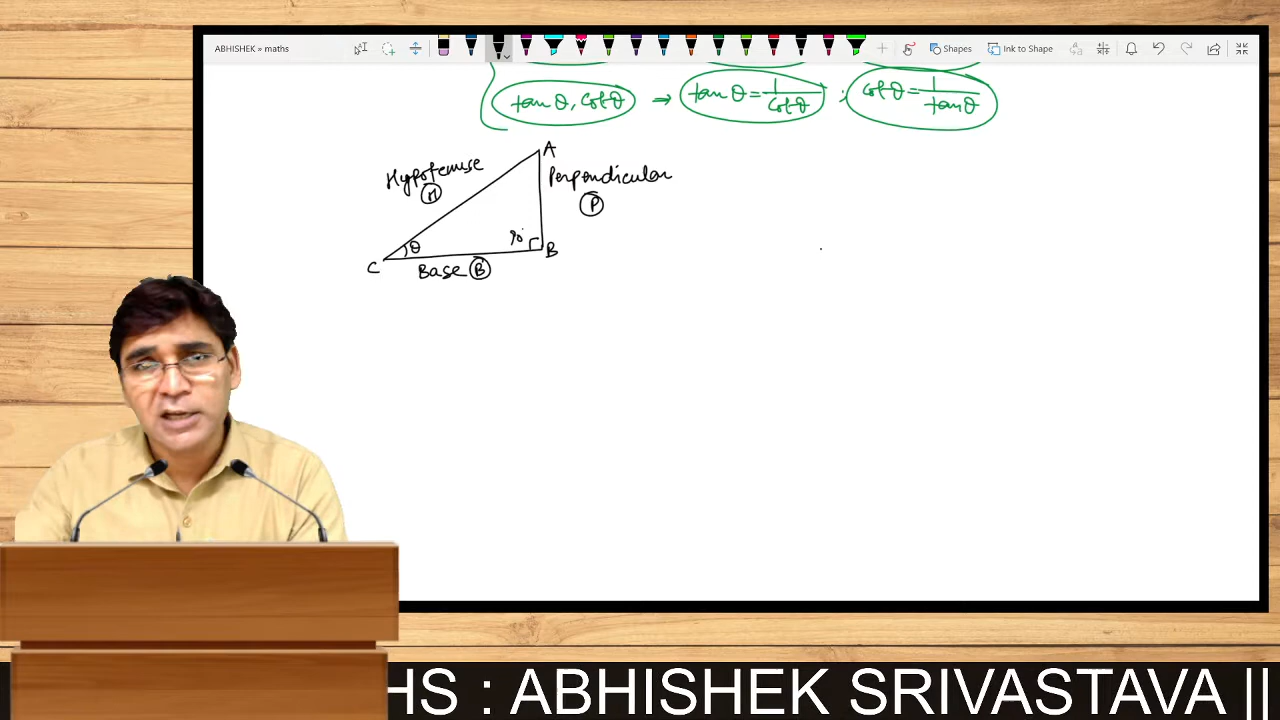 ABHISHEK » maths
Shapes
Ink to Shape
tan θ, cot θ ⇒ tan θ = 1/cot θ ; cot θ = 1/tan θ
A
Hypotenuse
Perpendicular
H
P
θ
90°
B
C
Base B
HS : ABHISHEK SRIVASTAVA ||